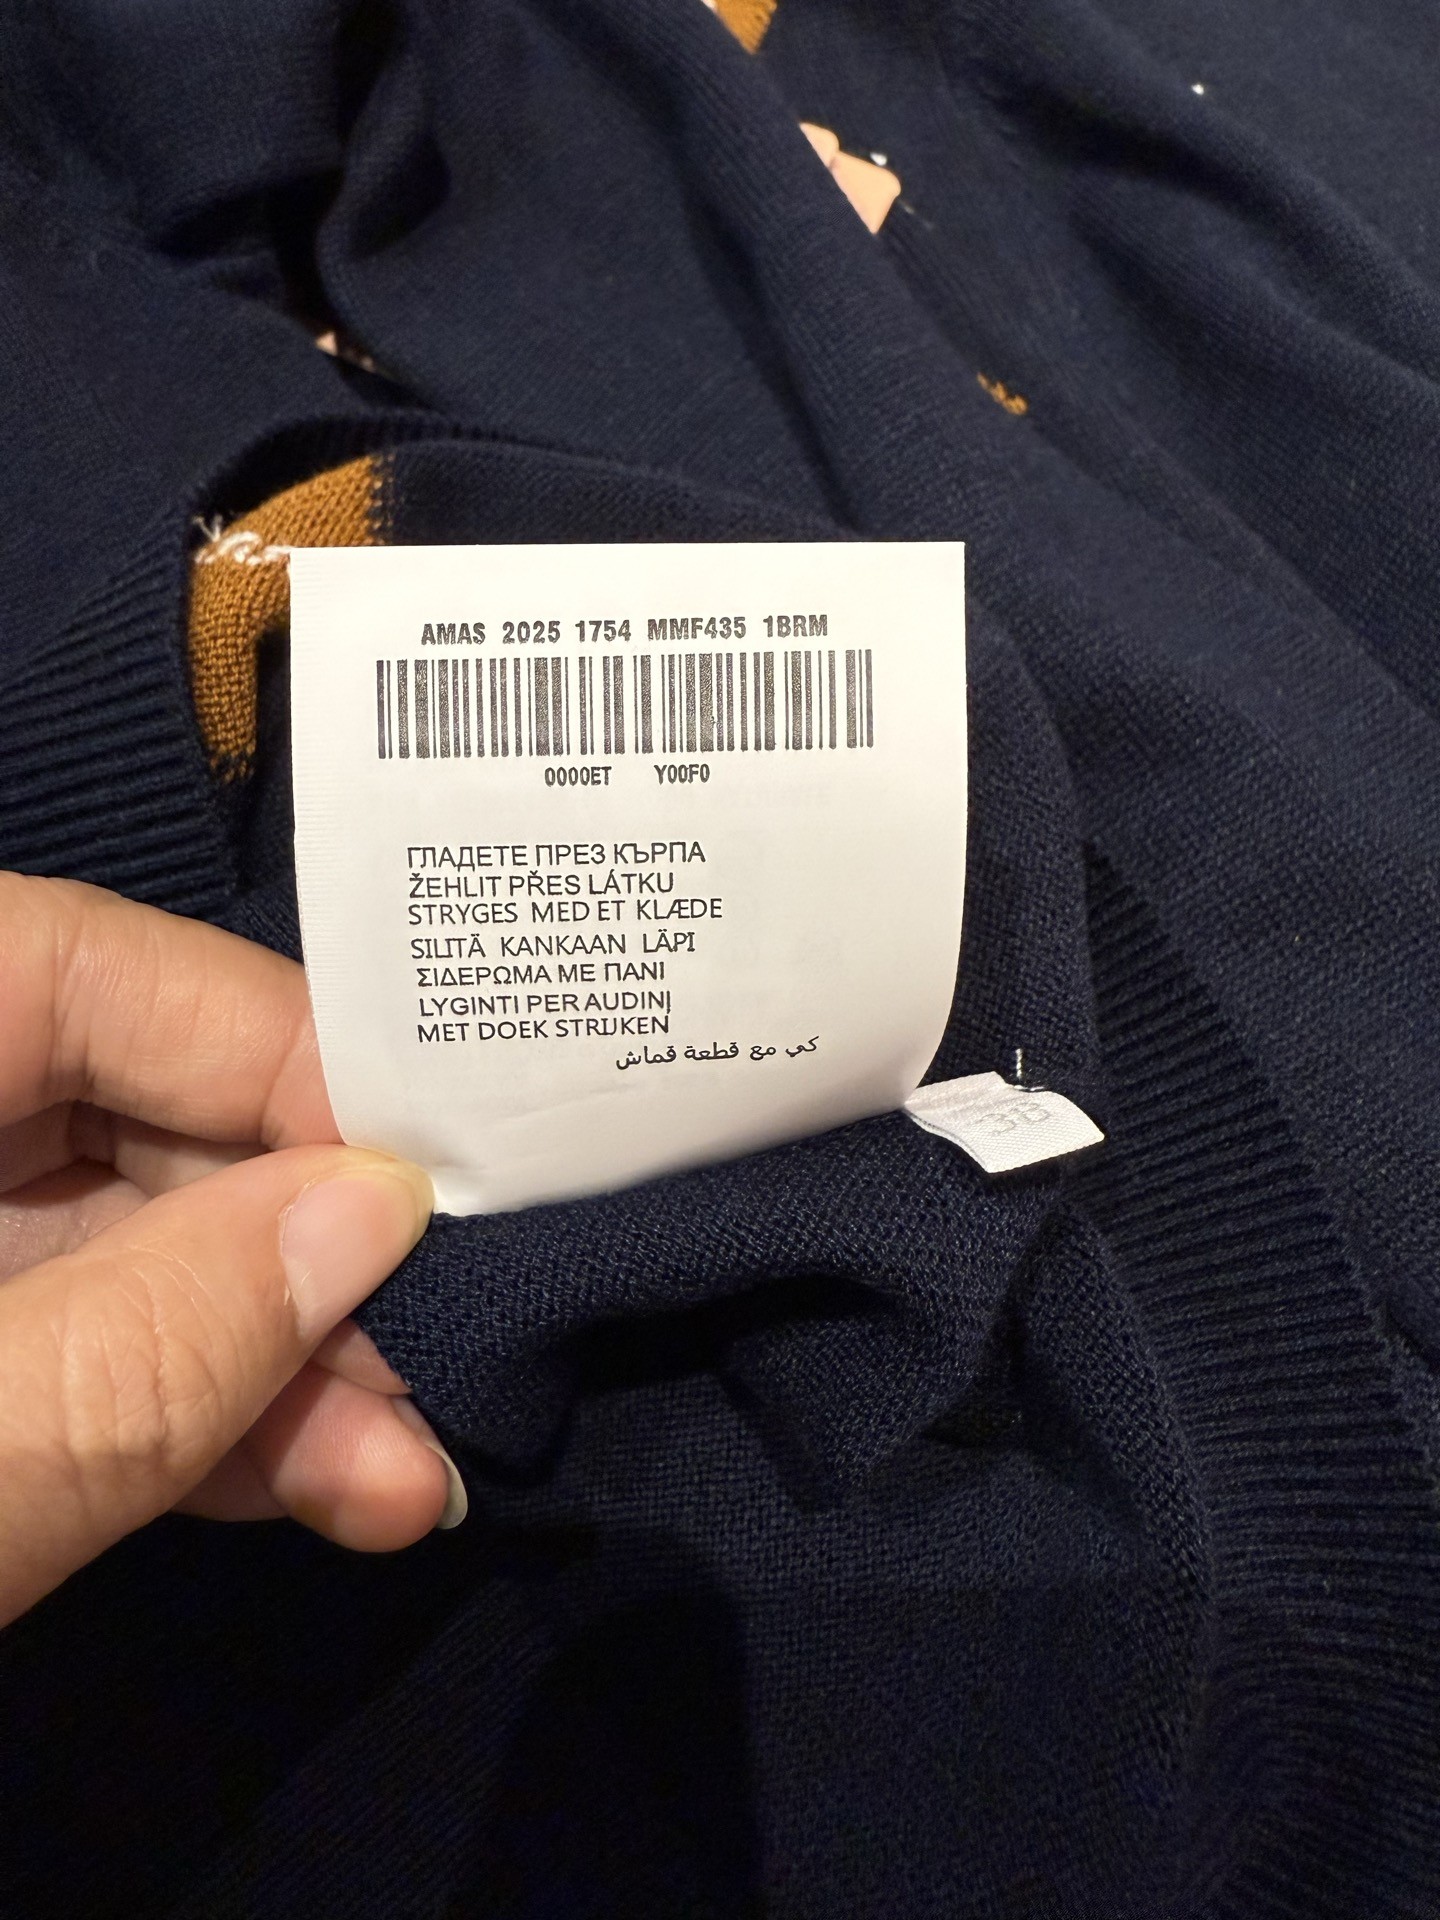 AMAS 2025 1754 MMF435 1BRM
0000ET Y00F0
ГЛАДЕТЕ ПРЕЗ КЪРПА
ŽEHLIT PŘES LÁTKU
STRYGES MED ET KLÆDE
SILITÄ KANKAAN LÄPI
ΣΙΔΕΡΩΜΑ ΜΕ ΠΑΝΙ
LYGINTI PER AUDINĮ
MET DOEK STRIJKEN
كي مع قطعة قماش
38